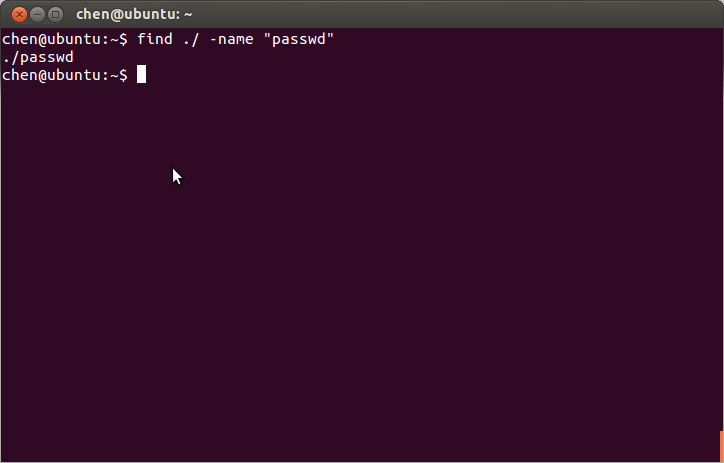 chen@ubuntu: ~
chen@ubuntu:~$ find ./ -name "passwd"
./passwd
chen@ubuntu:~$